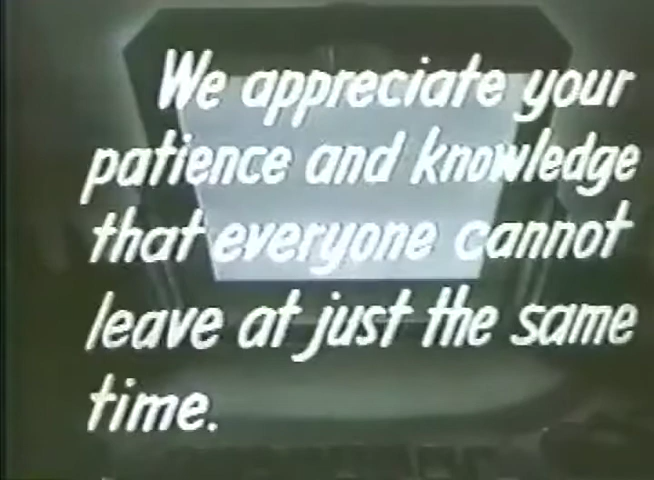 We appreciate your
patience and knowledge
that everyone cannot
leave at just the same
time.